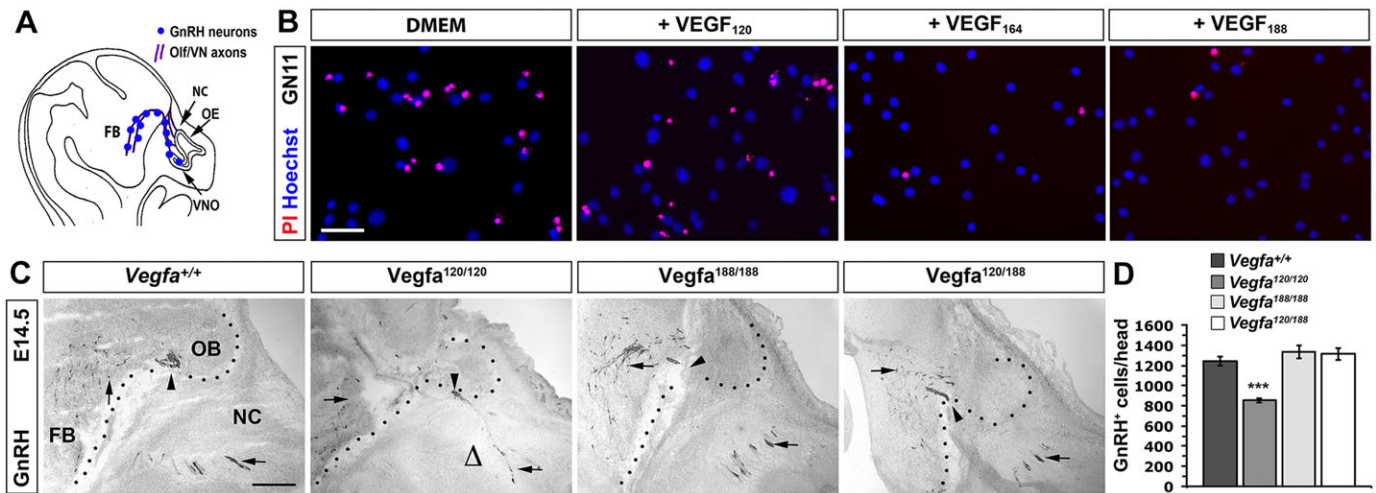 A
GnRH neurons
Olf/VN axons
NC
OE
FB
VNO
B
DMEM
+ VEGF₁₂₀
+ VEGF₁₆₄
+ VEGF₁₈₈
PI Hoechst GN11
C
Vegfa⁺/⁺
Vegfa¹²⁰/¹²⁰
Vegfa¹⁸⁸/¹⁸⁸
Vegfa¹²⁰/¹⁸⁸
GnRH E14.5
OB
NC
FB
Δ
D
Vegfa⁺/⁺
Vegfa¹²⁰/¹²⁰
Vegfa¹⁸⁸/¹⁸⁸
Vegfa¹²⁰/¹⁸⁸
GnRH⁺ cells/head
1600
1400
1200
1000
800
600
400
200
0
***